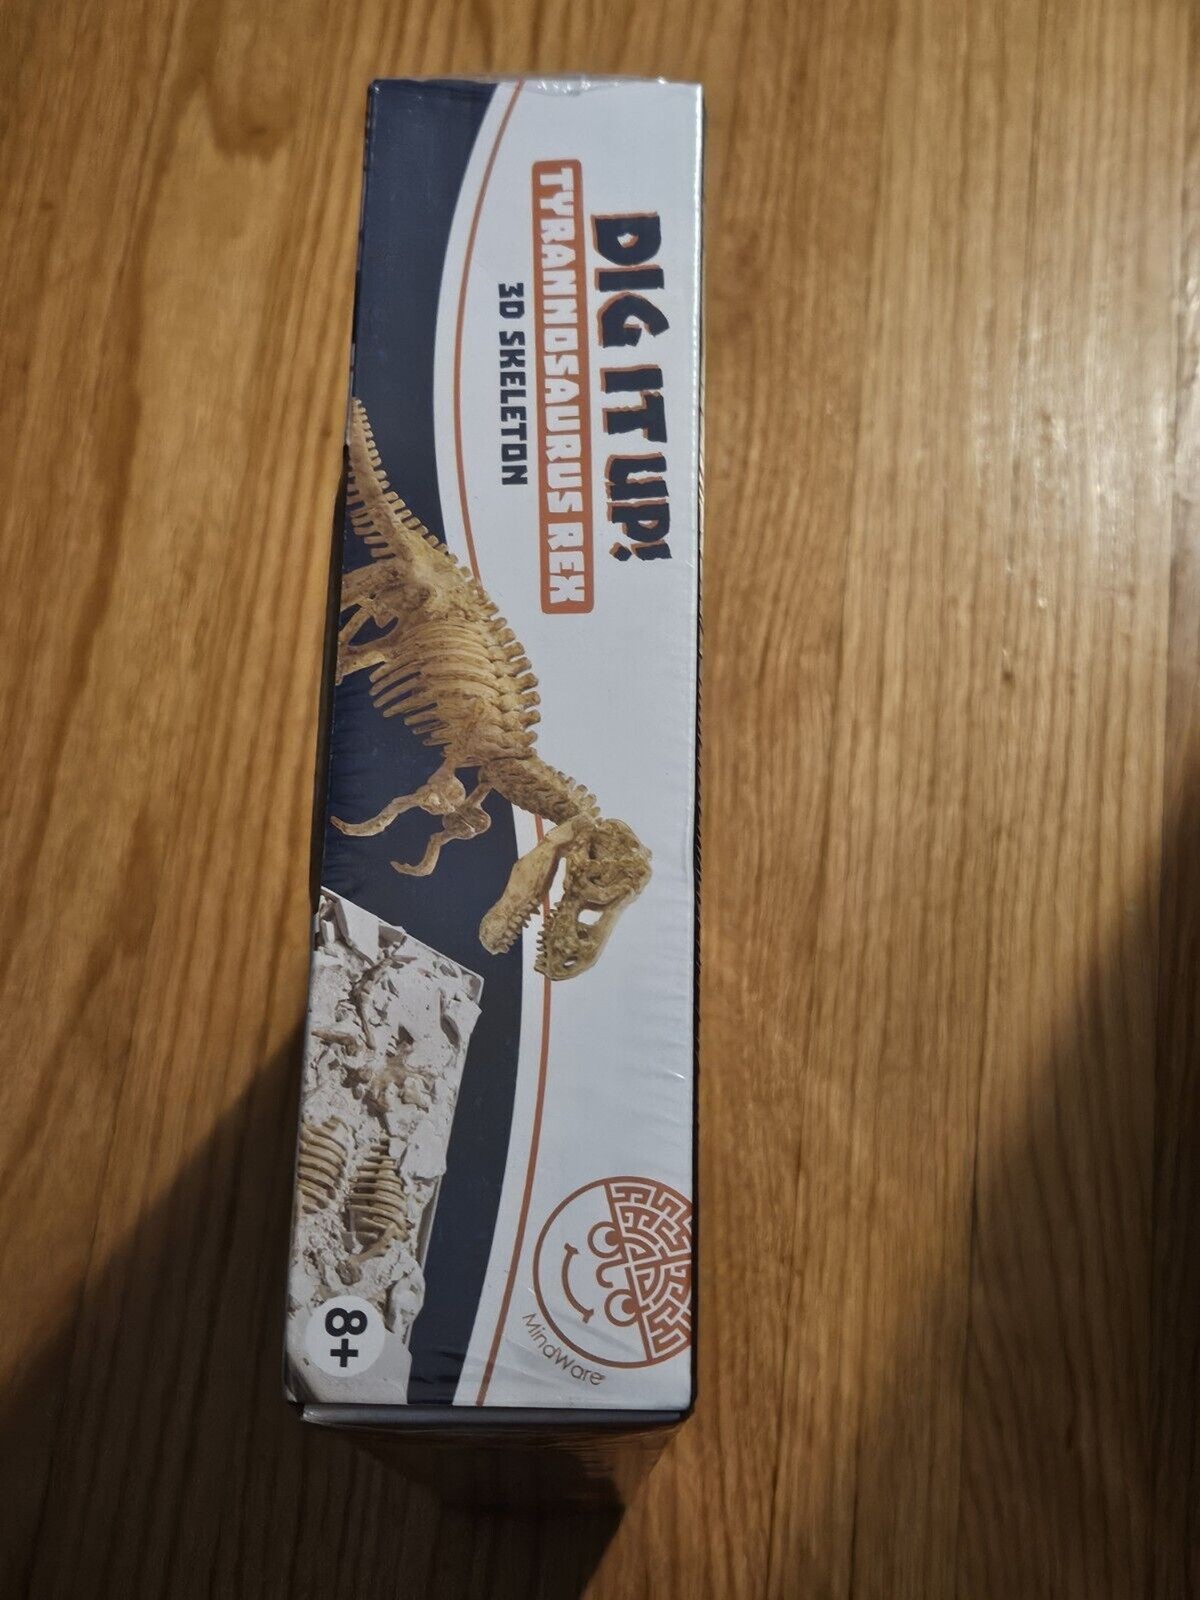 DIG IT UP!
TYRANNOSAURUS REX
3D SKELETON
MindWare
8+